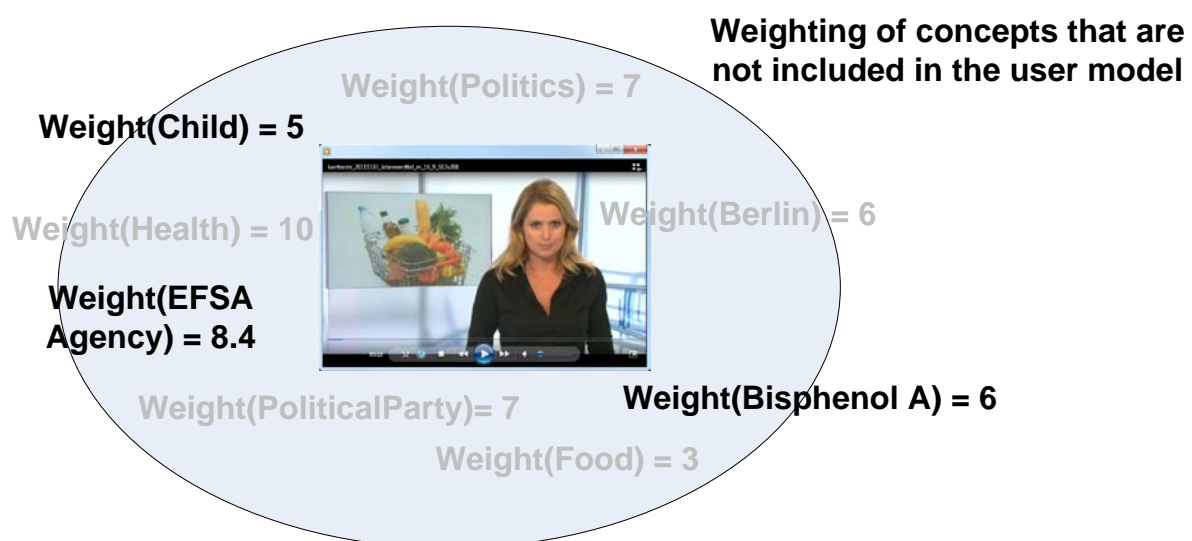 Weighting of concepts that are
not included in the user model
Weight(Politics) = 7
Weight(Child) = 5
Weight(Health) = 10
Weight(Berlin) = 6
Weight(EFSA
Agency) = 8.4
Weight(Bisphenol A) = 6
Weight(PoliticalParty)= 7
Weight(Food) = 3